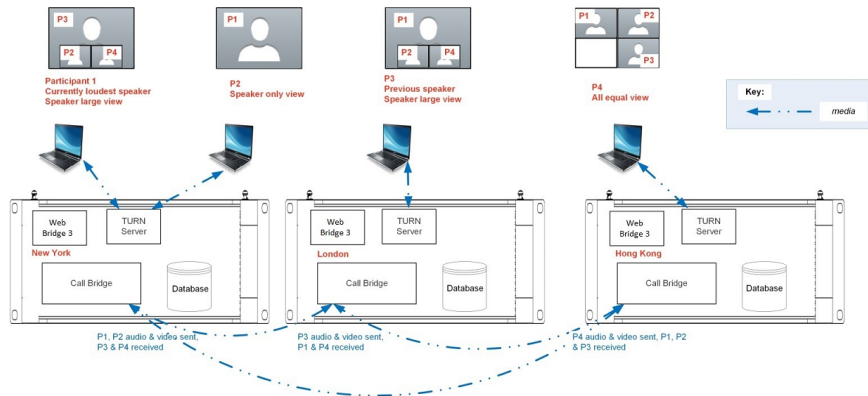 P3
P2
P4
Participant 1
Currently loudest speaker
Speaker large view
P1
P2
Speaker only view
P1
P2
P4
P3
Previous speaker
Speaker large view
P1
P2
P3
P4
All equal view
Key:
media
Web
Bridge 3
TURN
Server
New York
Call Bridge
Database
Web
Bridge 3
TURN
Server
London
Call Bridge
Database
Web
Bridge 3
TURN
Server
Hong Kong
Call Bridge
Database
P1, P2 audio & video sent,
P3 & P4 received
P3 audio & video sent,
P1 & P4 received
P4 audio & video sent, P1, P2
& P3 received